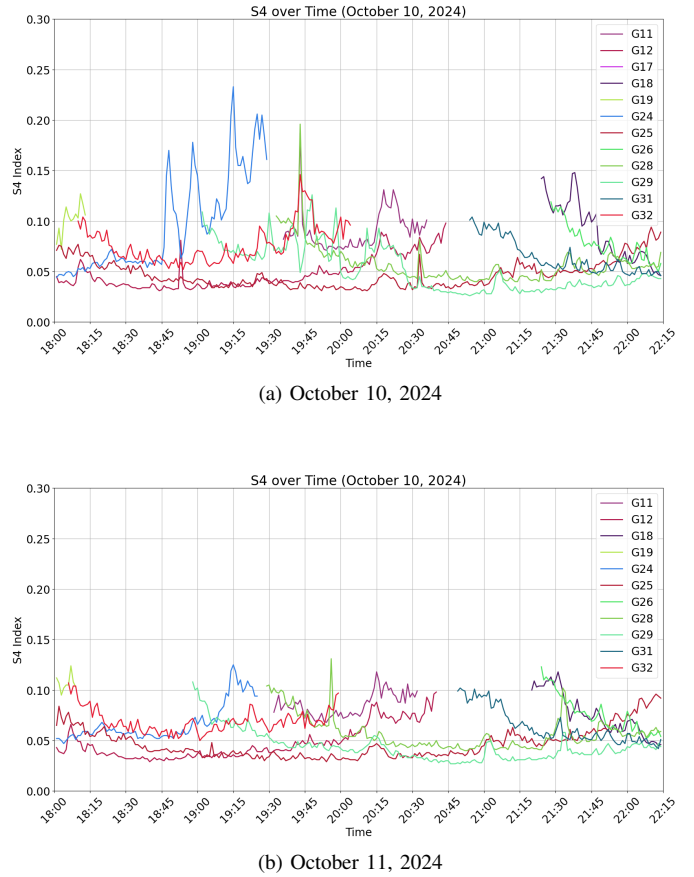 S4 over Time (October 10, 2024)
0.30
0.25
0.20
0.15
0.10
0.05
0.00
S4 Index
G11
G12
G17
G18
G19
G24
G25
G26
G28
G29
G31
G32
18:00 18:15 18:30 18:45 19:00 19:15 19:30 19:45 20:00 20:15 20:30 20:45 21:00 21:15 21:30 21:45 22:00 22:15
Time
(a) October 10, 2024
S4 over Time (October 10, 2024)
0.30
0.25
0.20
0.15
0.10
0.05
0.00
S4 Index
G11
G12
G18
G19
G24
G25
G26
G28
G29
G31
G32
18:00 18:15 18:30 18:45 19:00 19:15 19:30 19:45 20:00 20:15 20:30 20:45 21:00 21:15 21:30 21:45 22:00 22:15
Time
(b) October 11, 2024